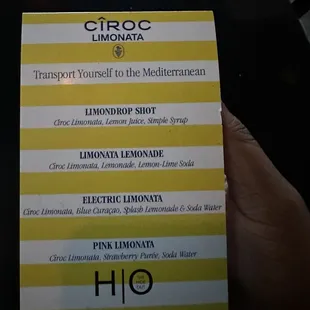 CÎROC
LIMONATA
Transport Yourself to the Mediterranean
LIMONDROP SHOT
Cîroc Limonata, Lemon Juice, Simple Syrup
LIMONATA LEMONADE
Cîroc Limonata, Lemonade, Lemon-Lime Soda
ELECTRIC LIMONATA
Cîroc Limonata, Blue Curaçao, Splash Lemonade & Soda Water
PINK LIMONATA
Cîroc Limonata, Strawberry Purée, Soda Water
H|O